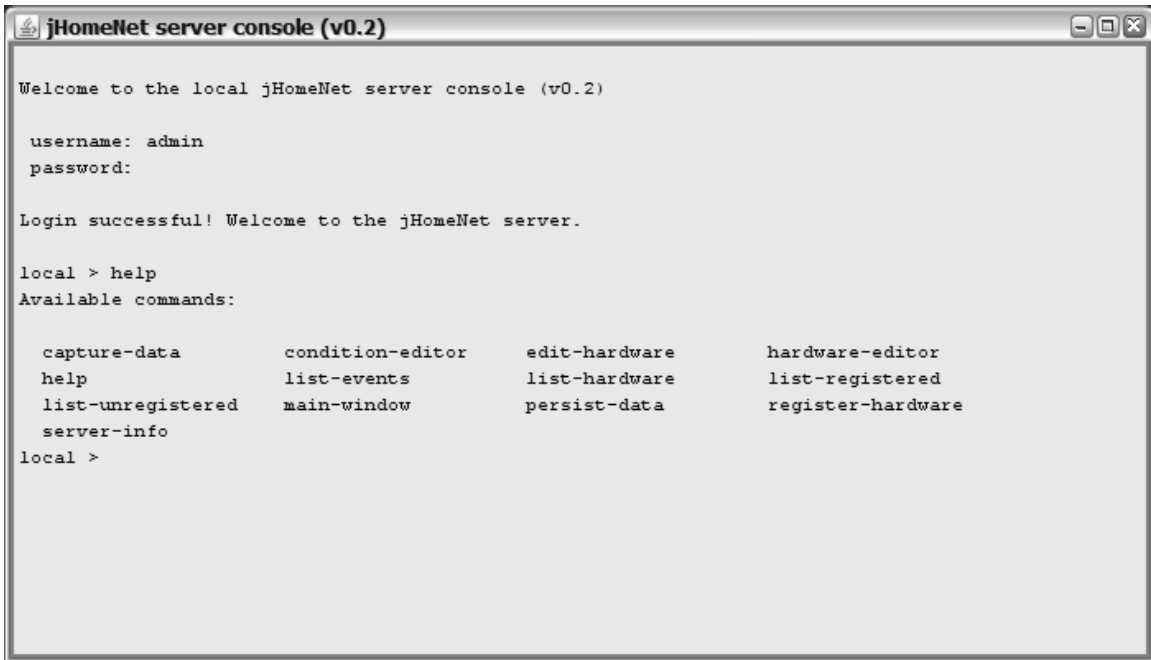 jHomeNet server console (v0.2)
Welcome to the local jHomeNet server console (v0.2)
username: admin
password:
Login successful! Welcome to the jHomeNet server.
local > help
Available commands:
capture-data condition-editor edit-hardware hardware-editor
help list-events list-hardware list-registered
list-unregistered main-window persist-data register-hardware
server-info
local >